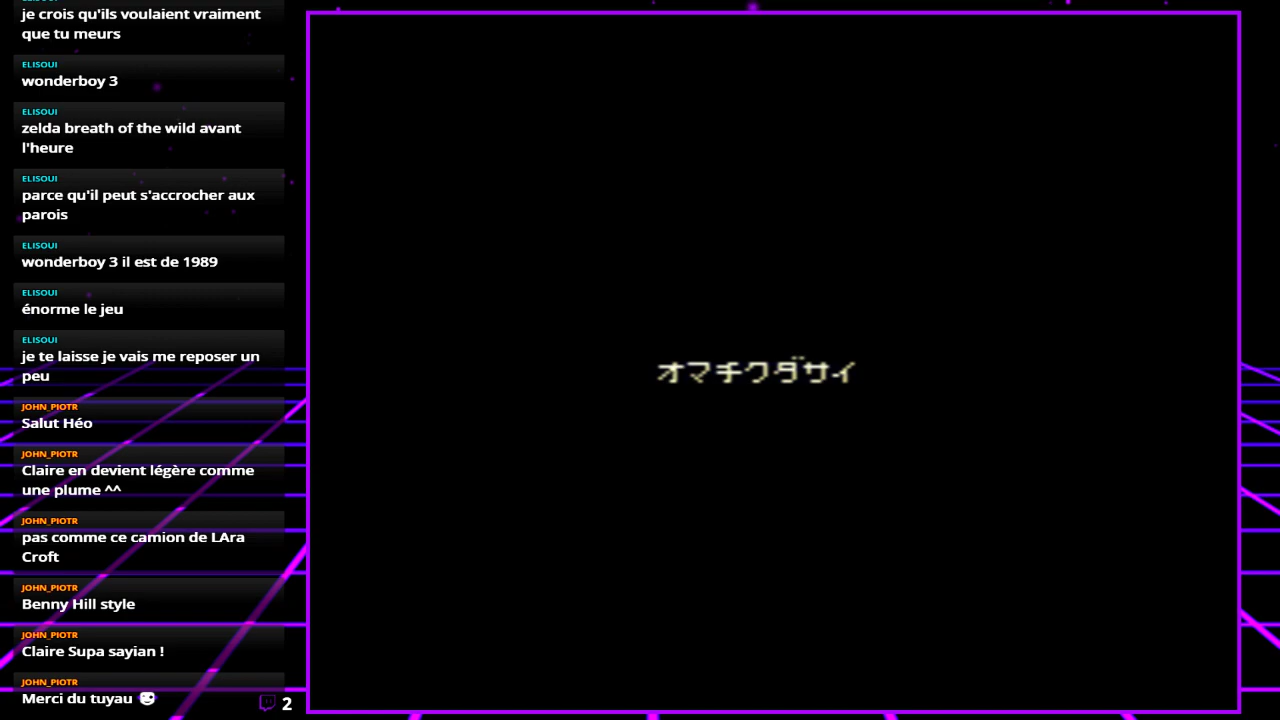 je crois qu'ils voulaient vraiment
que tu meurs
ELISOUI
wonderboy 3
ELISOUI
zelda breath of the wild avant
l'heure
ELISOUI
parce qu'il peut s'accrocher aux
parois
ELISOUI
wonderboy 3 il est de 1989
ELISOUI
énorme le jeu
ELISOUI
je te laisse je vais me reposer un
peu
JOHN_PIOTR
Salut Héo
JOHN_PIOTR
Claire en devient légère comme
une plume ^^
JOHN_PIOTR
pas comme ce camion de LAra
Croft
JOHN_PIOTR
Benny Hill style
JOHN_PIOTR
Claire Supa sayian !
JOHN_PIOTR
Merci du tuyau
2
オマチクダサイ